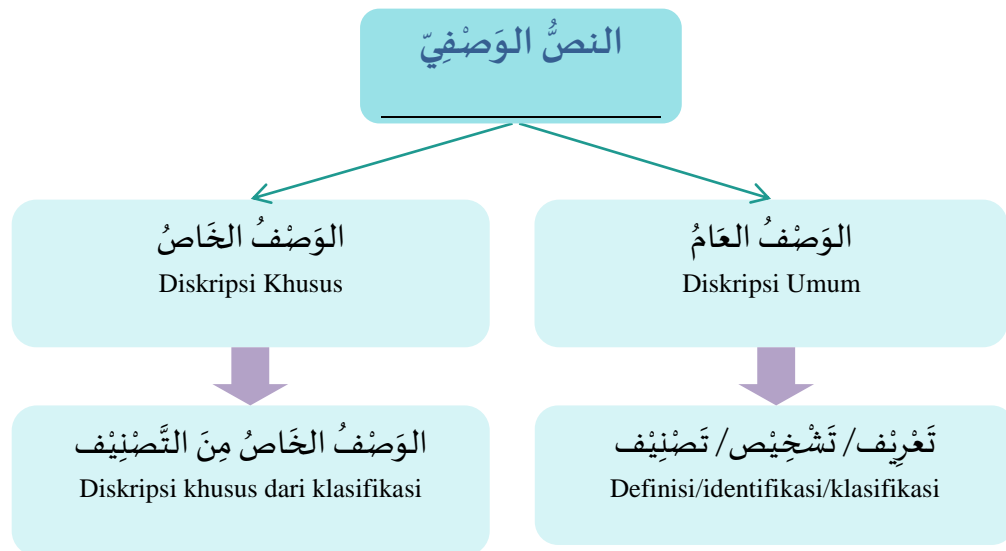 النصُّ الوَصْفِيّ
الوَصْفُ العَامُ
Diskripsi Umum
الوَصْفُ الخَاصُ
Diskripsi Khusus
تَعْرِيْف/ تَشْخِيْص/ تَصْنِيْف
Definisi/identifikasi/klasifikasi
الوَصْفُ الخَاصُ مِنَ التَّصْنِيْف
Diskripsi khusus dari klasifikasi